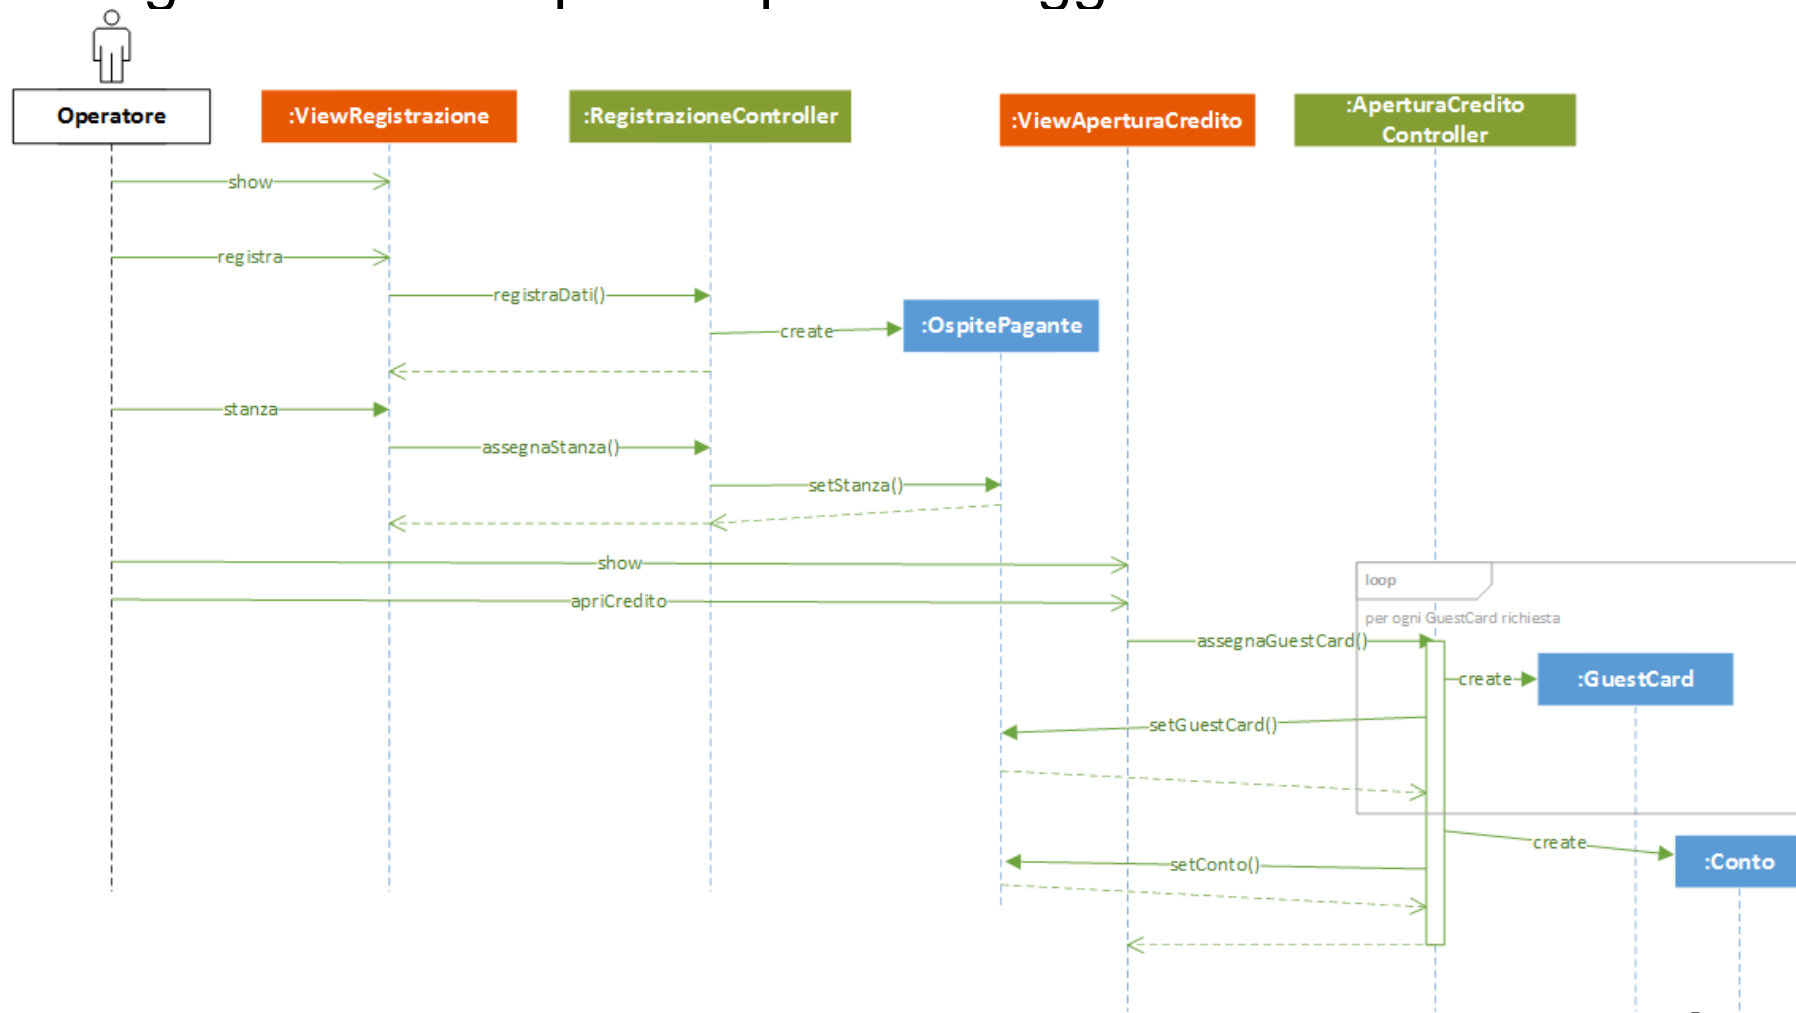 Operatore
:ViewRegistrazione
:RegistrazioneController
:ViewAperturaCredito
:AperturaCredito
Controller
show
registra
registraDati()
create
:OspitePagante
stanza
assegnaStanza()
setStanza()
show
apriCredito
loop
per ogni GuestCard richiesta
assegnaGuestCard()
create
:GuestCard
setGuestCard()
create
:Conto
setConto()